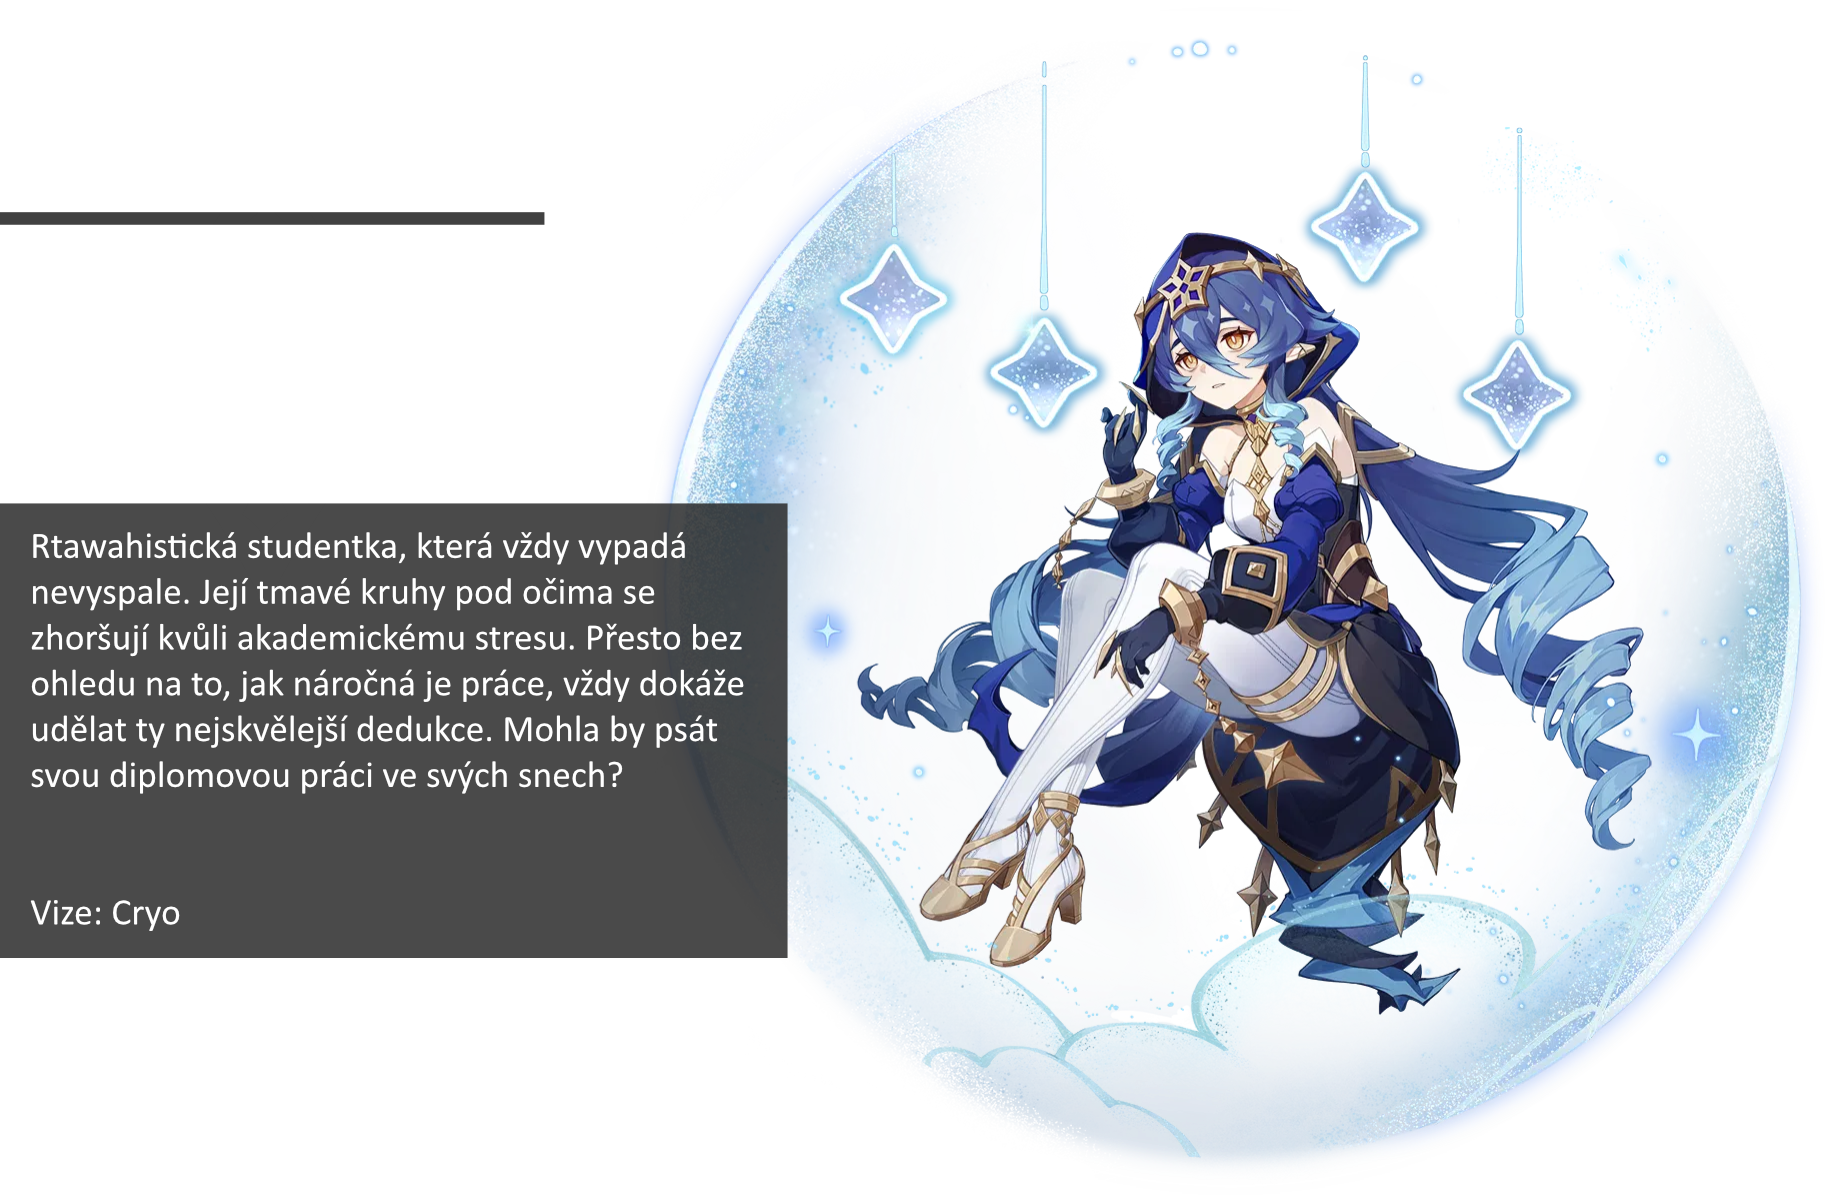 Rtawahistická studentka, která vždy vypadá
nevyspale. Její tmavé kruhy pod očima se
zhoršují kvůli akademickému stresu. Přesto bez
ohledu na to, jak náročná je práce, vždy dokáže
udělat ty nejskvělejší dedukce. Mohla by psát
svou diplomovou práci ve svých snech?
Vize: Cryo